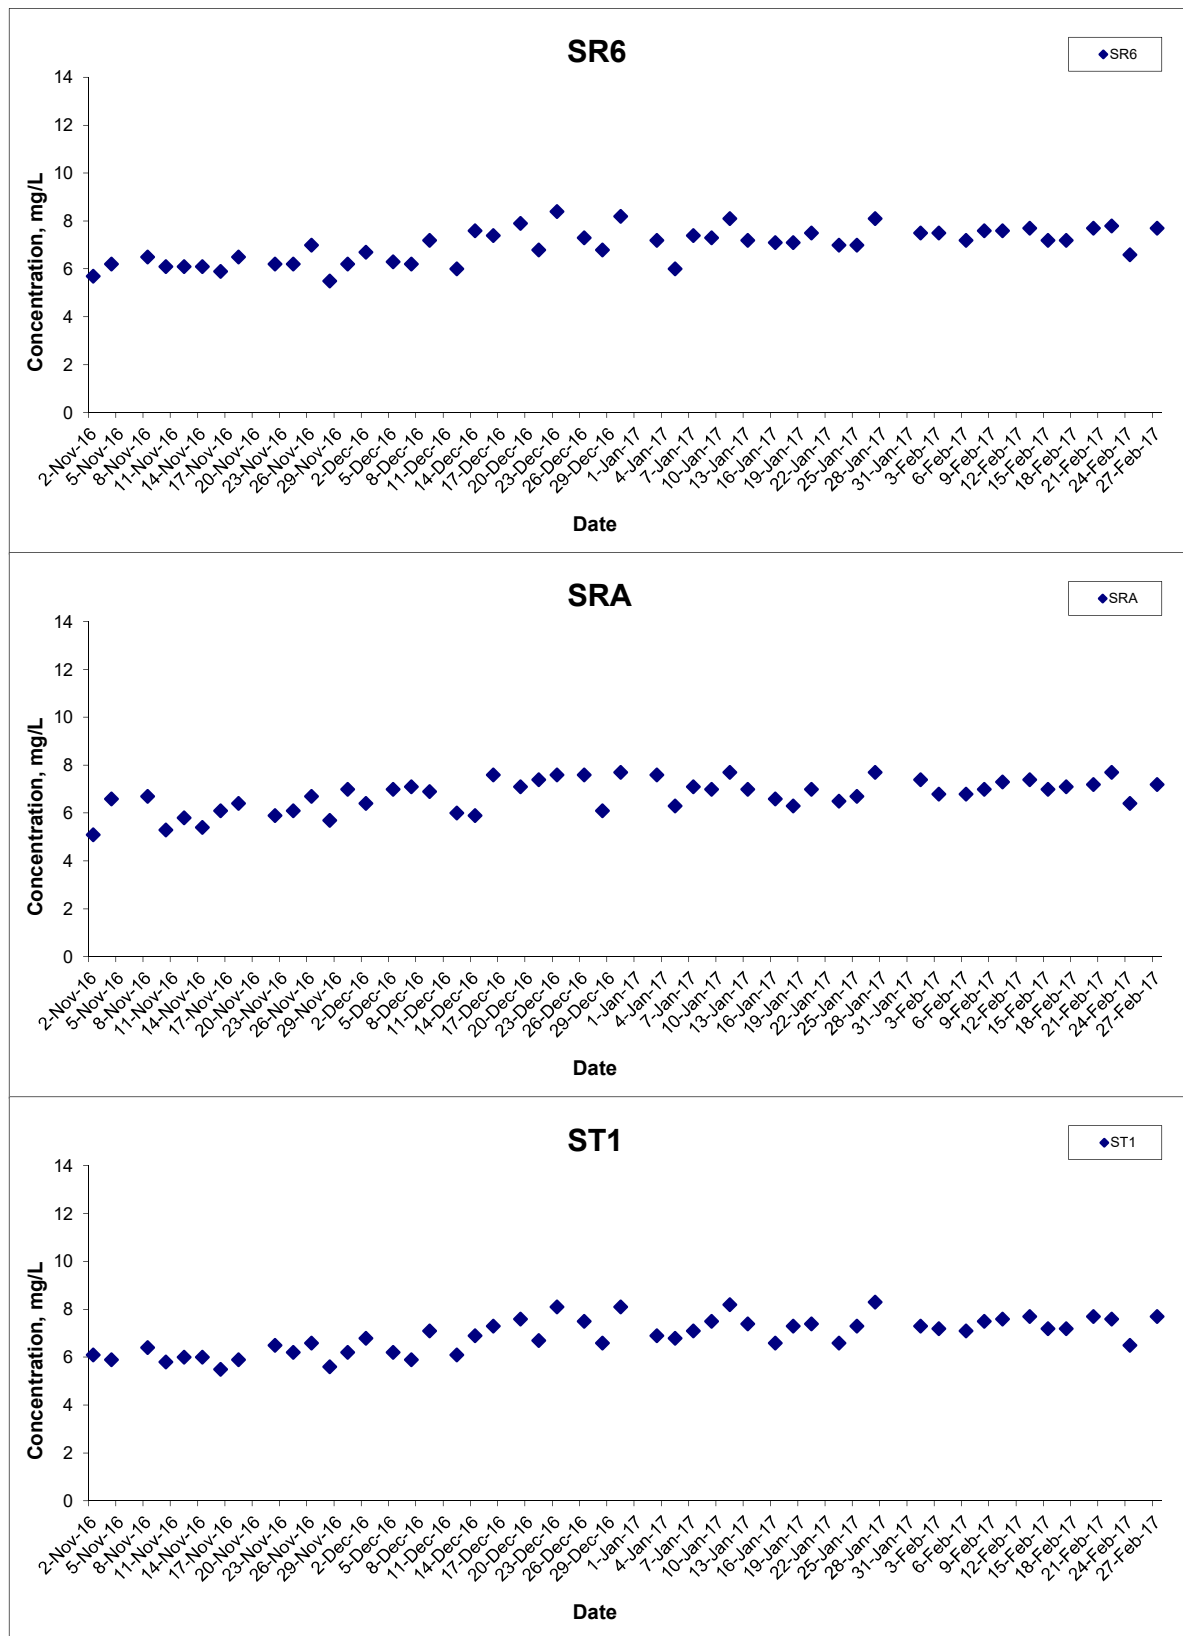 SR6
SR6
14
12
10
8
6
4
2
0
Concentration, mg/L
2-Nov-16
5-Nov-16
8-Nov-16
11-Nov-16
14-Nov-16
17-Nov-16
20-Nov-16
23-Nov-16
26-Nov-16
29-Nov-16
2-Dec-16
5-Dec-16
8-Dec-16
11-Dec-16
14-Dec-16
17-Dec-16
20-Dec-16
23-Dec-16
26-Dec-16
29-Dec-16
1-Jan-17
4-Jan-17
7-Jan-17
10-Jan-17
13-Jan-17
16-Jan-17
19-Jan-17
22-Jan-17
25-Jan-17
28-Jan-17
31-Jan-17
3-Feb-17
6-Feb-17
9-Feb-17
12-Feb-17
15-Feb-17
18-Feb-17
21-Feb-17
24-Feb-17
27-Feb-17
Date
SRA
SRA
14
12
10
8
6
4
2
0
Concentration, mg/L
2-Nov-16
5-Nov-16
8-Nov-16
11-Nov-16
14-Nov-16
17-Nov-16
20-Nov-16
23-Nov-16
26-Nov-16
29-Nov-16
2-Dec-16
5-Dec-16
8-Dec-16
11-Dec-16
14-Dec-16
17-Dec-16
20-Dec-16
23-Dec-16
26-Dec-16
29-Dec-16
1-Jan-17
4-Jan-17
7-Jan-17
10-Jan-17
13-Jan-17
16-Jan-17
19-Jan-17
22-Jan-17
25-Jan-17
28-Jan-17
31-Jan-17
3-Feb-17
6-Feb-17
9-Feb-17
12-Feb-17
15-Feb-17
18-Feb-17
21-Feb-17
24-Feb-17
27-Feb-17
Date
ST1
ST1
14
12
10
8
6
4
2
0
Concentration, mg/L
2-Nov-16
5-Nov-16
8-Nov-16
11-Nov-16
14-Nov-16
17-Nov-16
20-Nov-16
23-Nov-16
26-Nov-16
29-Nov-16
2-Dec-16
5-Dec-16
8-Dec-16
11-Dec-16
14-Dec-16
17-Dec-16
20-Dec-16
23-Dec-16
26-Dec-16
29-Dec-16
1-Jan-17
4-Jan-17
7-Jan-17
10-Jan-17
13-Jan-17
16-Jan-17
19-Jan-17
22-Jan-17
25-Jan-17
28-Jan-17
31-Jan-17
3-Feb-17
6-Feb-17
9-Feb-17
12-Feb-17
15-Feb-17
18-Feb-17
21-Feb-17
24-Feb-17
27-Feb-17
Date